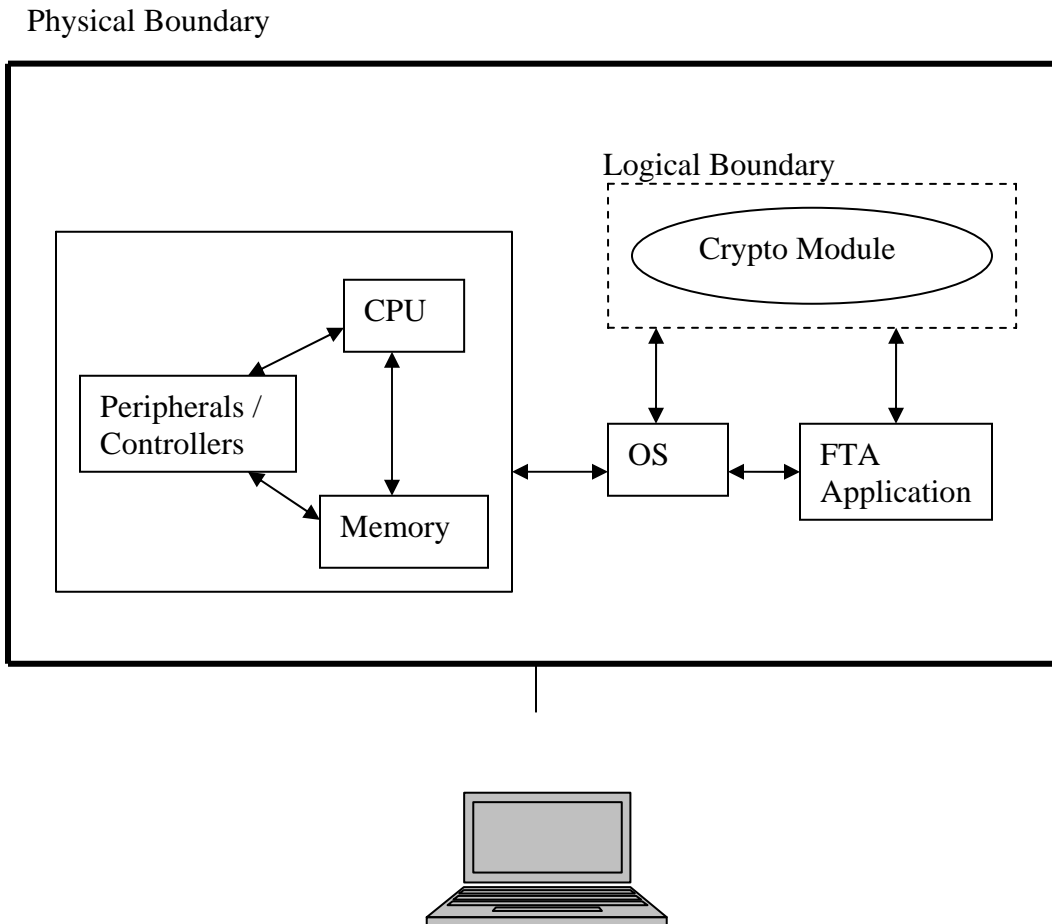 Physical Boundary
Logical Boundary
Crypto Module
CPU
Peripherals /
Controllers
Memory
OS
FTA
Application